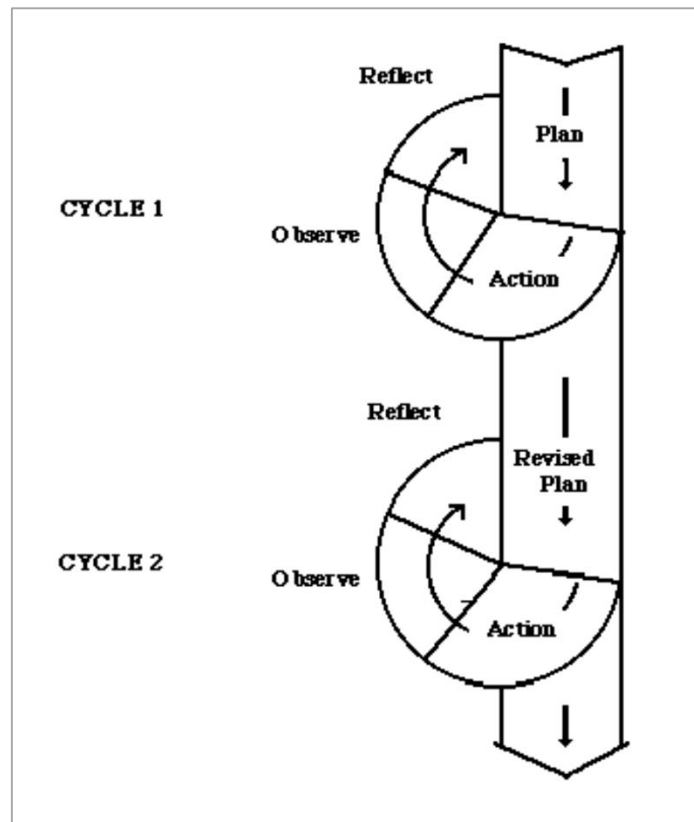 Reflect
Plan
CYCLE 1
Observe
Action
Reflect
Revised
Plan
CYCLE 2
Observe
Action